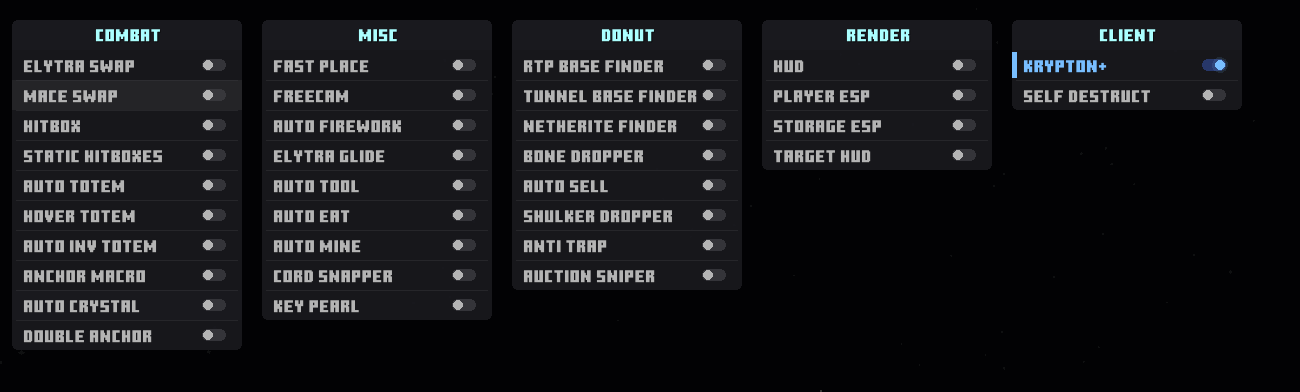 COMBAT
ELYTRA SWAP
MACE SWAP
HITBOX
STATIC HITBOXES
AUTO TOTEM
HOVER TOTEM
AUTO INV TOTEM
ANCHOR MACRO
AUTO CRYSTAL
DOUBLE ANCHOR
MISC
FAST PLACE
FREECAM
AUTO FIREWORK
ELYTRA GLIDE
AUTO TOOL
AUTO EAT
AUTO MINE
CORD SNAPPER
KEY PEARL
DONUT
RTP BASE FINDER
TUNNEL BASE FINDER
NETHERITE FINDER
BONE DROPPER
AUTO SELL
SHULKER DROPPER
ANTI TRAP
AUCTION SNIPER
RENDER
HUD
PLAYER ESP
STORAGE ESP
TARGET HUD
CLIENT
KRYPTON+
SELF DESTRUCT